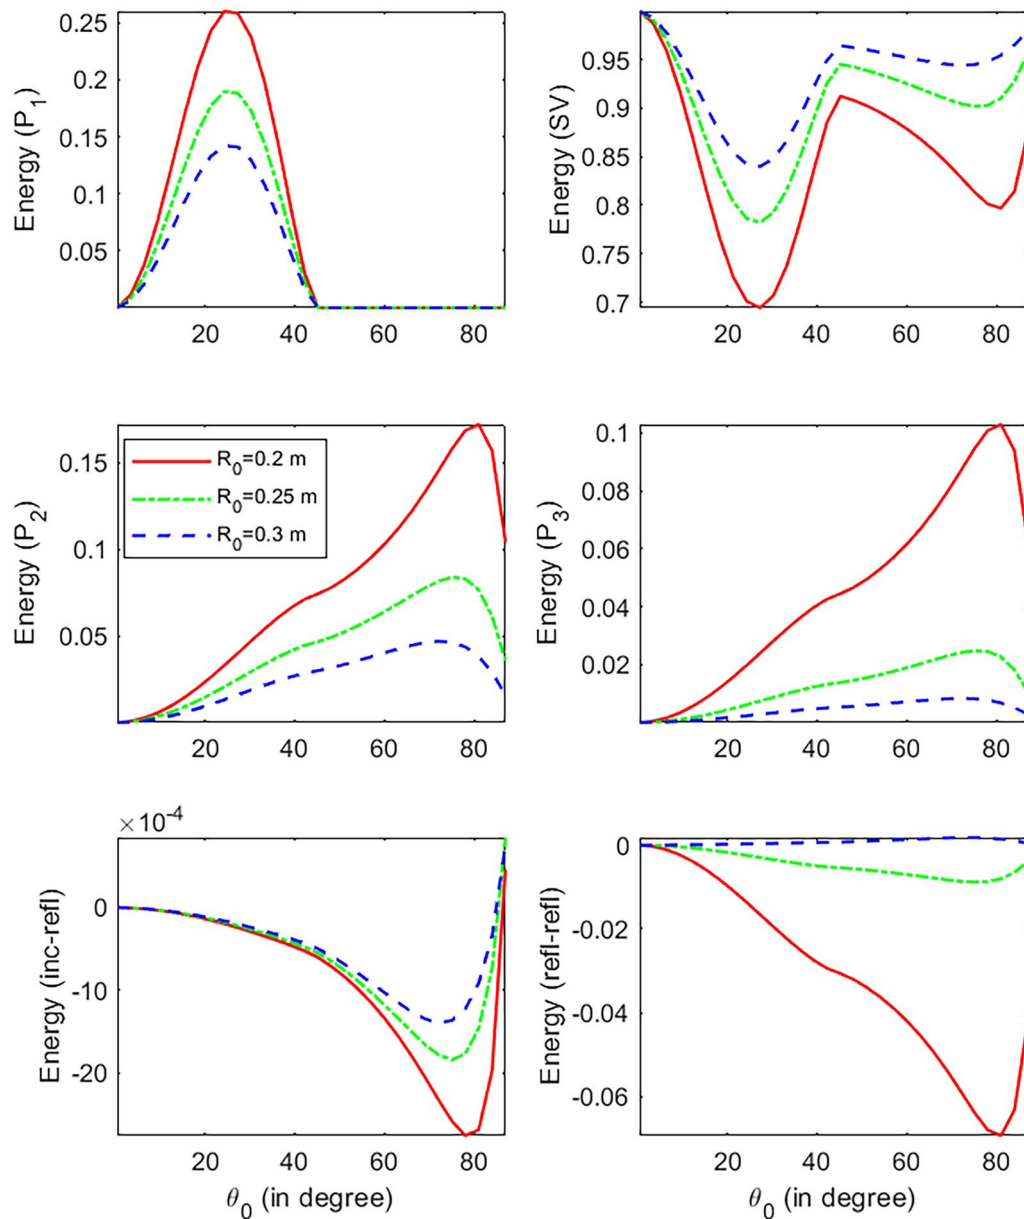 Energy (P1)
0.25
0.2
0.15
0.1
0.05
20 40 60 80
Energy (SV)
0.95
0.9
0.85
0.8
0.75
0.7
20 40 60 80
Energy (P2)
0.15
0.1
0.05
R0=0.2 m
R0=0.25 m
R0=0.3 m
20 40 60 80
Energy (P3)
0.1
0.08
0.06
0.04
0.02
20 40 60 80
×10-4
Energy (inc-refl)
0
-10
-20
20 40 60 80
θ0 (in degree)
Energy (refl-refl)
0
-0.02
-0.04
-0.06
20 40 60 80
θ0 (in degree)